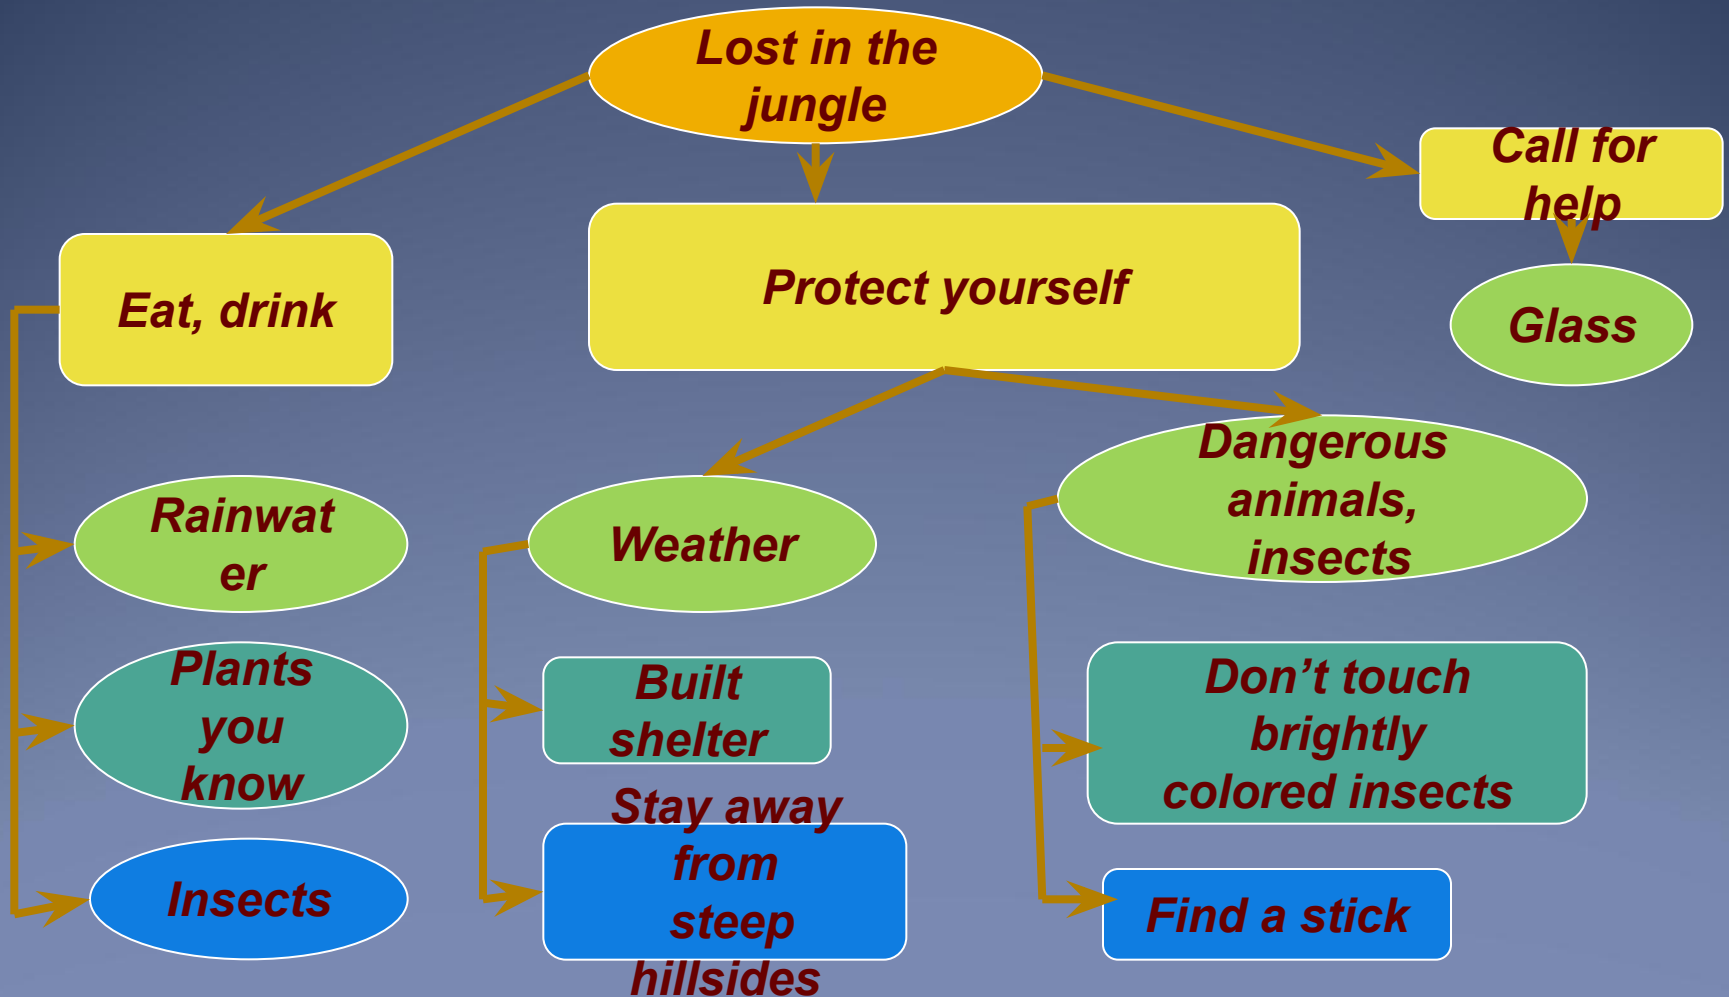 Lost in the
jungle
Call for
help
Eat, drink
Protect yourself
Glass
Rainwat
er
Weather
Dangerous
animals,
insects
Plants
you
know
Built
shelter
Don’t touch
brightly
colored insects
Insects
Stay away
from
steep
hillsides
Find a stick